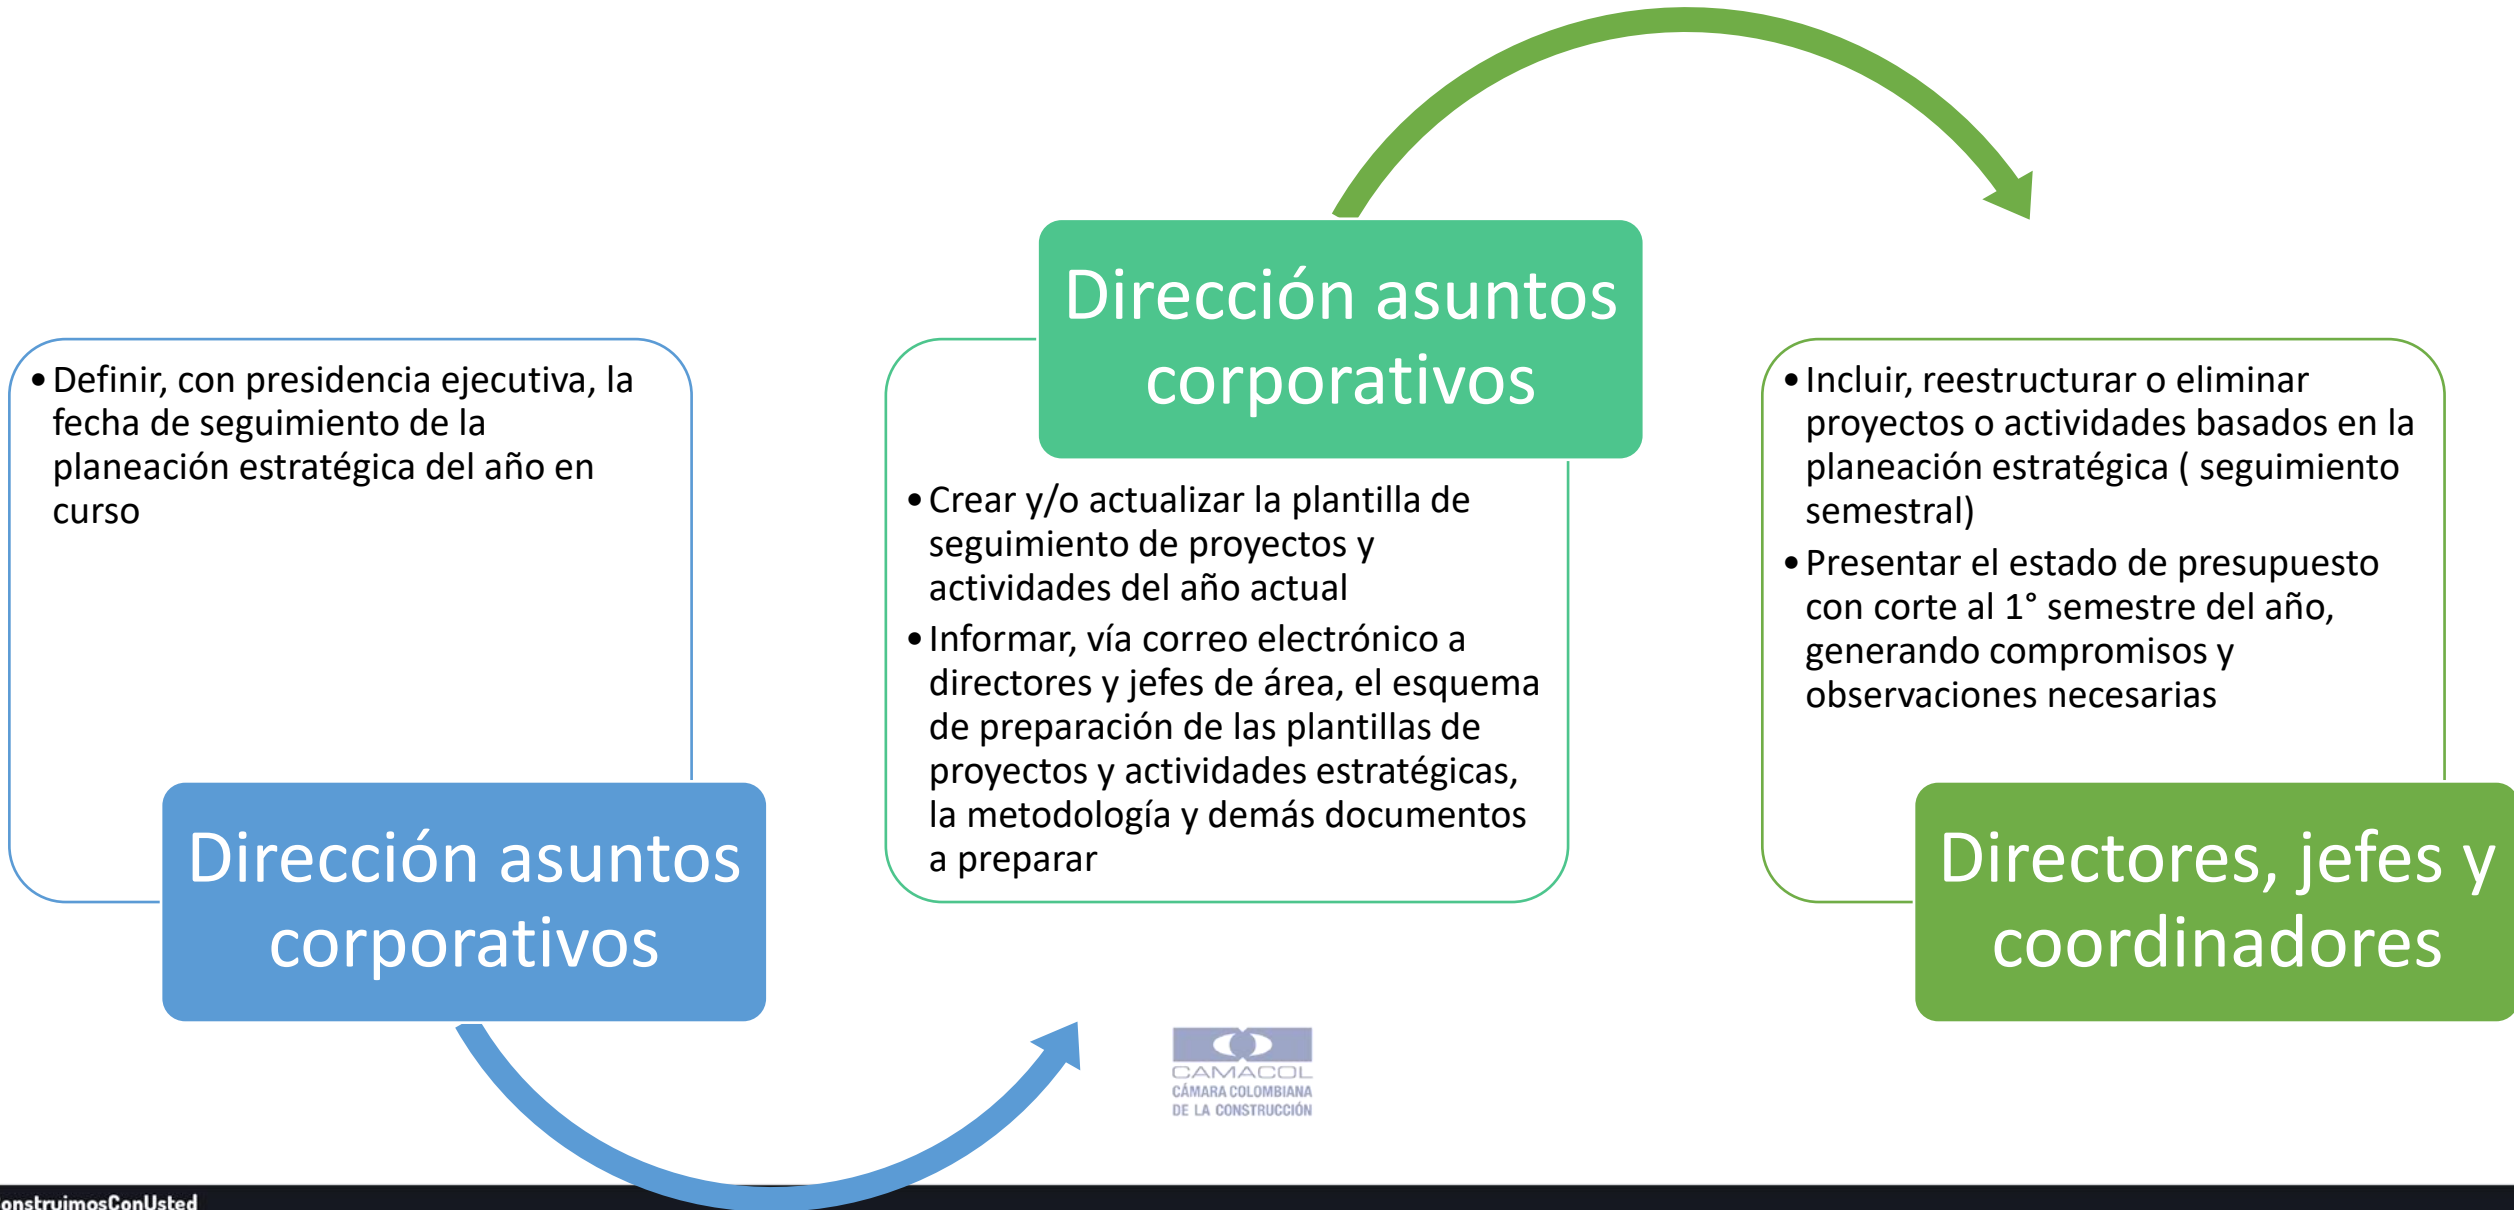 • Definir, con presidencia ejecutiva, la
fecha de seguimiento de la
planeación estratégica del año en
curso
Dirección asuntos
corporativos
Dirección asuntos
corporativos
• Crear y/o actualizar la plantilla de
seguimiento de proyectos y
actividades del año actual
• Informar, vía correo electrónico a
directores y jefes de área, el esquema
de preparación de las plantillas de
proyectos y actividades estratégicas,
la metodología y demás documentos
a preparar
• Incluir, reestructurar o eliminar
proyectos o actividades basados en la
planeación estratégica ( seguimiento
semestral)
• Presentar el estado de presupuesto
con corte al 1° semestre del año,
generando compromisos y
observaciones necesarias
Directores, jefes y
coordinadores
CAMACOL
CÁMARA COLOMBIANA
DE LA CONSTRUCCIÓN
onstruimosConUsted